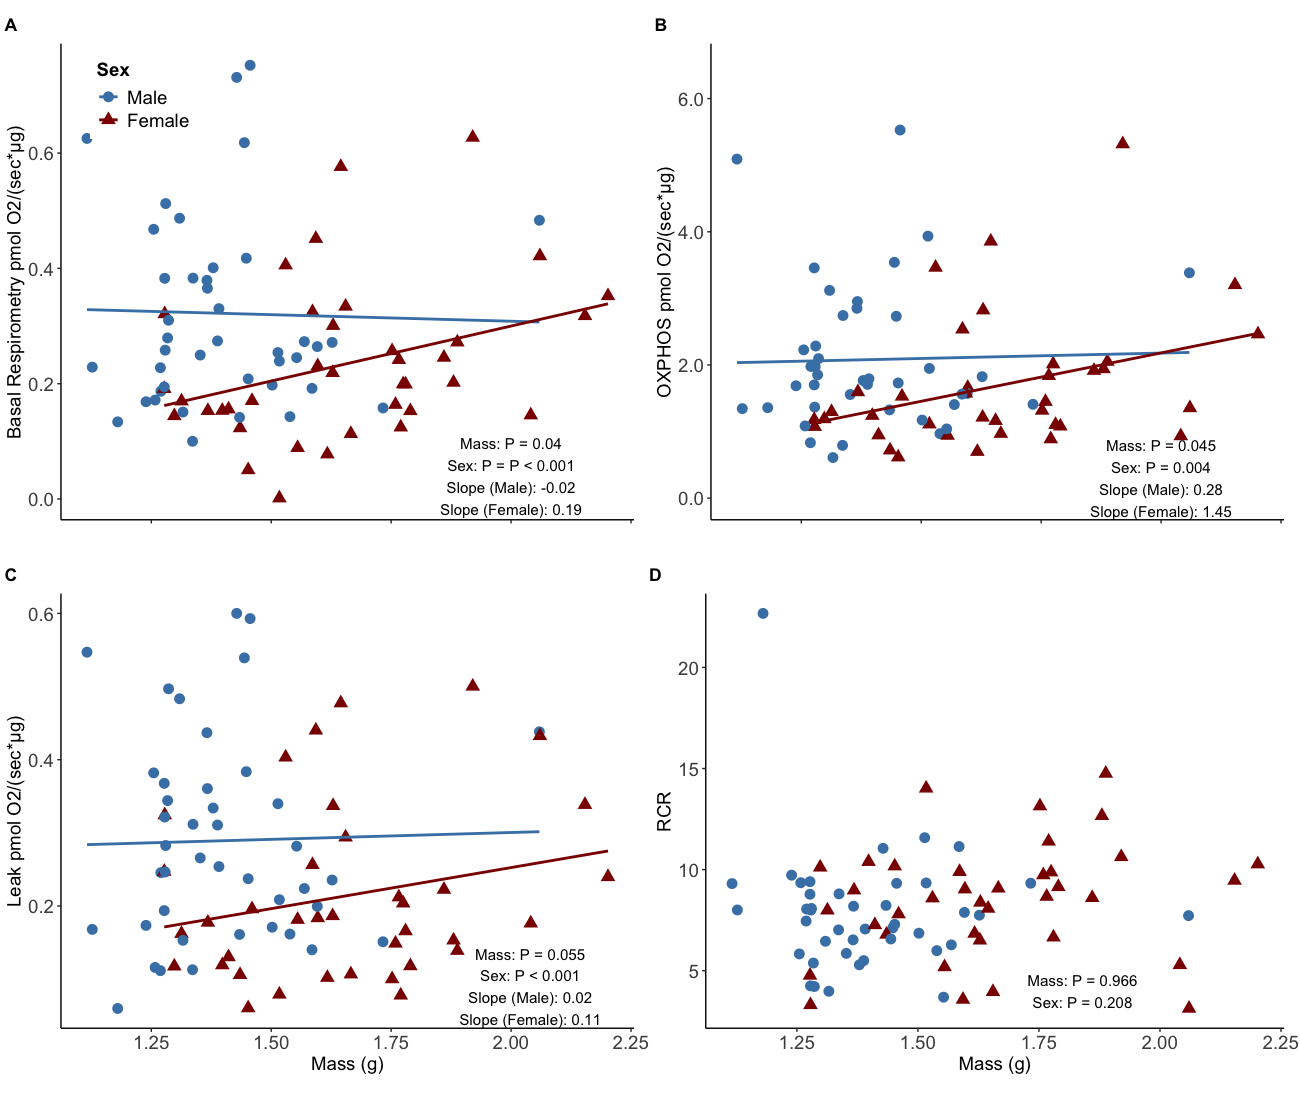 A
Sex
Male
Female
Basal Respirometry pmol O2/(sec*µg)
0.6
0.4
0.2
0.0
Mass: P = 0.04
Sex: P = P < 0.001
Slope (Male): -0.02
Slope (Female): 0.19
B
OXPHOS pmol O2/(sec*µg)
6.0
4.0
2.0
0.0
Mass: P = 0.045
Sex: P = 0.004
Slope (Male): 0.28
Slope (Female): 1.45
C
Leak pmol O2/(sec*µg)
0.6
0.4
0.2
Mass: P = 0.055
Sex: P < 0.001
Slope (Male): 0.02
Slope (Female): 0.11
1.25 1.50 1.75 2.00 2.25
Mass (g)
D
RCR
20
15
10
5
Mass: P = 0.966
Sex: P = 0.208
1.25 1.50 1.75 2.00 2.25
Mass (g)